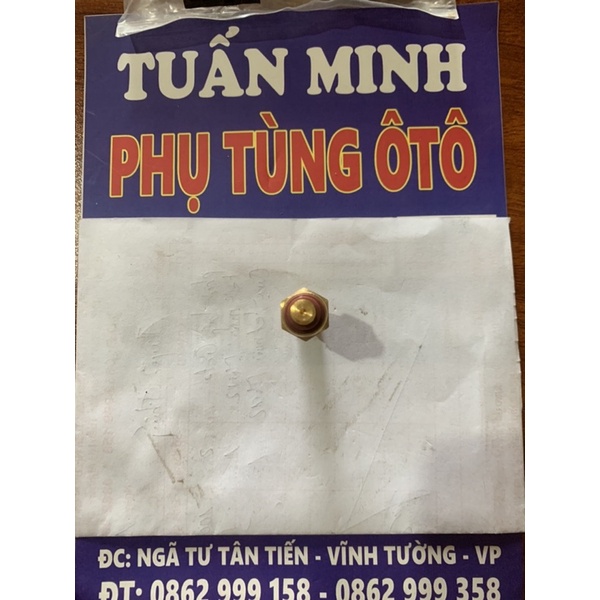 TUẤN MINH
PHỤ TÙNG ÔTÔ
ĐC: NGÃ TƯ TÂN TIẾN - VĨNH TƯỜNG - VP
ĐT: 0862 999 158 - 0862 999 358